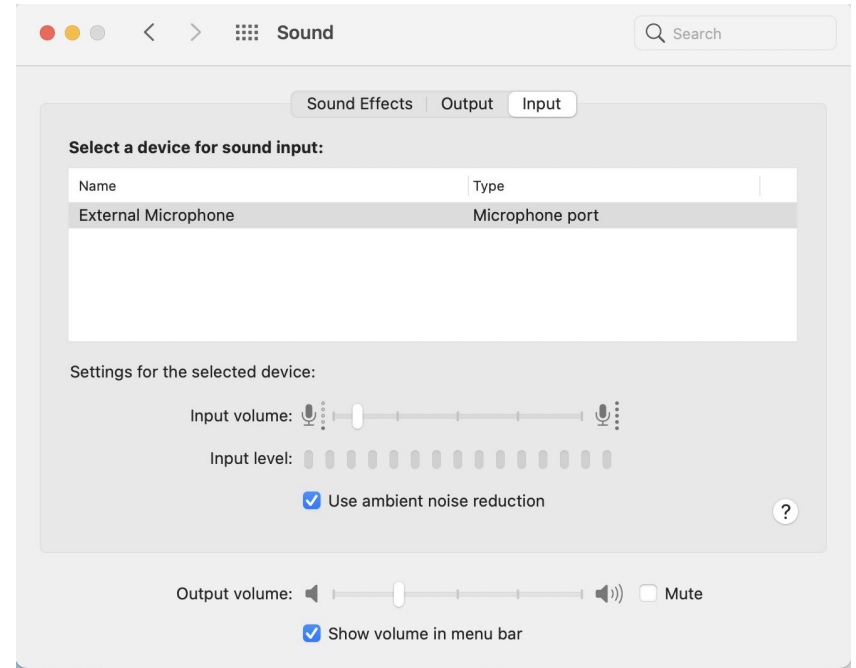 Sound
Search
Sound Effects Output Input
Select a device for sound input:
Name Type
External Microphone Microphone port
Settings for the selected device:
Input volume:
Input level:
Use ambient noise reduction
?
Output volume: Mute
Show volume in menu bar